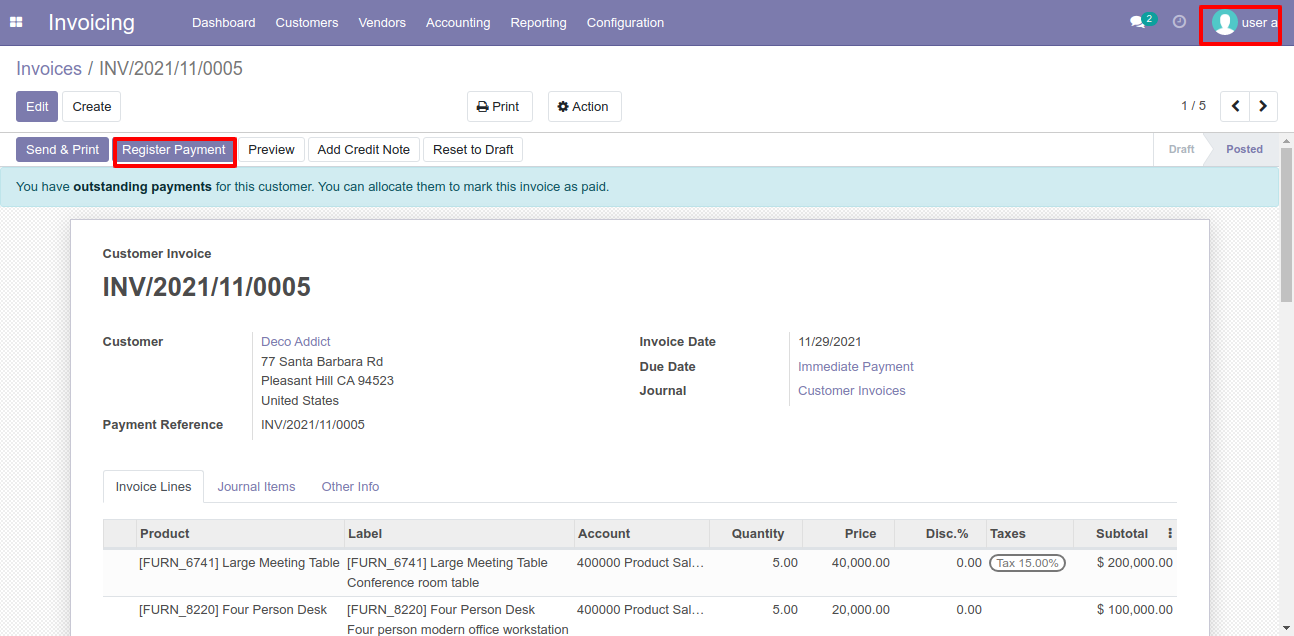 Invoicing Dashboard Customers Vendors Accounting Reporting Configuration 2 user a
Invoices / INV/2021/11/0005
Edit Create Print Action 1 / 5
Send & Print Register Payment Preview Add Credit Note Reset to Draft Draft Posted
You have outstanding payments for this customer. You can allocate them to mark this invoice as paid.
Customer Invoice
INV/2021/11/0005
Customer Deco Addict Invoice Date 11/29/2021
77 Santa Barbara Rd Due Date Immediate Payment
Pleasant Hill CA 94523 Journal Customer Invoices
United States
Payment Reference INV/2021/11/0005
Invoice Lines Journal Items Other Info
Product Label Account Quantity Price Disc.% Taxes Subtotal
[FURN_6741] Large Meeting Table [FURN_6741] Large Meeting Table 400000 Product Sal... 5.00 40,000.00 0.00 Tax 15.00% $ 200,000.00
Conference room table
[FURN_8220] Four Person Desk [FURN_8220] Four Person Desk 400000 Product Sal... 5.00 20,000.00 0.00 $ 100,000.00
Four person modern office workstation